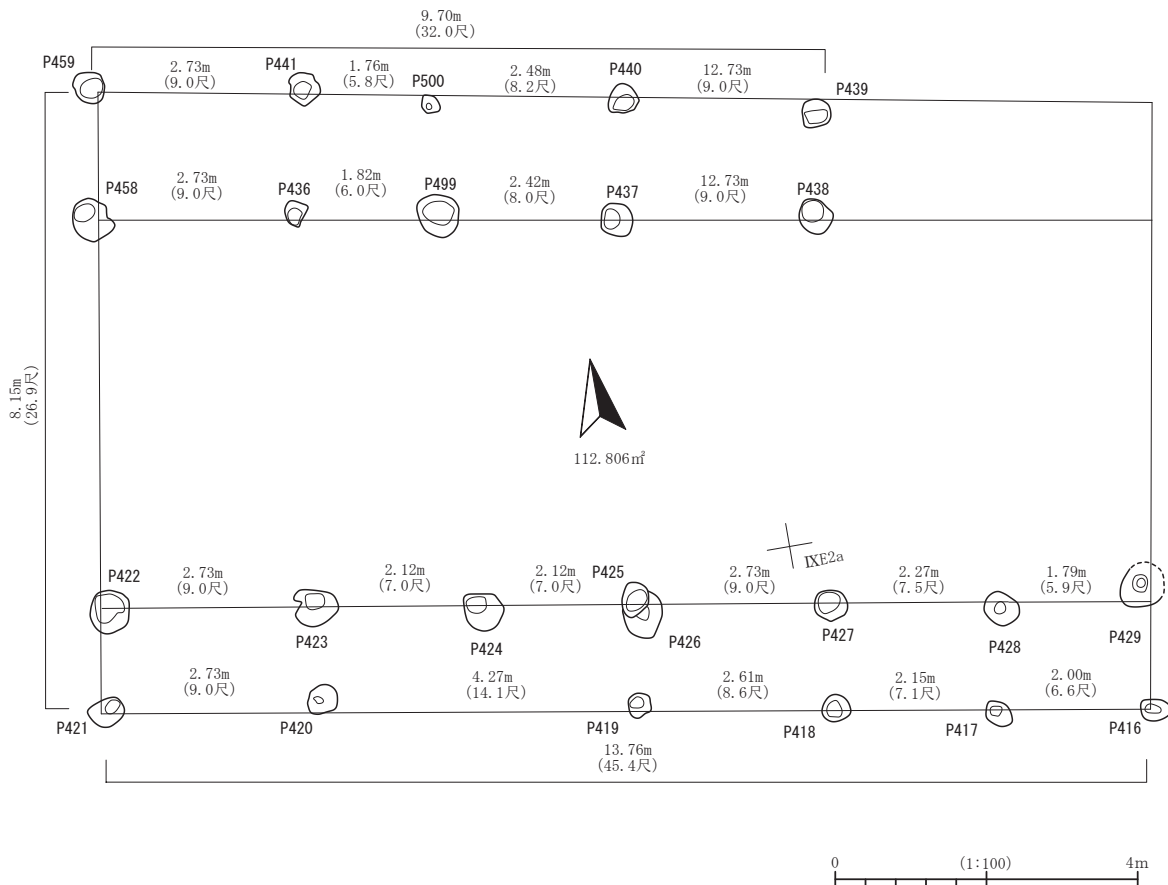 9.70m
(32.0尺)
P459
2.73m
(9.0尺)
P441
1.76m
(5.8尺)
P500
2.48m
(8.2尺)
P440
12.73m
(9.0尺)
P439
P458
2.73m
(9.0尺)
P436
1.82m
(6.0尺)
P499
2.42m
(8.0尺)
P437
12.73m
(9.0尺)
P438
8.15m
(26.9尺)
112.806㎡
IXE2a
P422
2.73m
(9.0尺)
P423
2.12m
(7.0尺)
P424
2.12m
(7.0尺)
P425
P426
2.73m
(9.0尺)
P427
2.27m
(7.5尺)
P428
1.79m
(5.9尺)
P429
P421
2.73m
(9.0尺)
P420
4.27m
(14.1尺)
P419
2.61m
(8.6尺)
P418
2.15m
(7.1尺)
P417
2.00m
(6.6尺)
P416
13.76m
(45.4尺)
0 (1:100) 4m